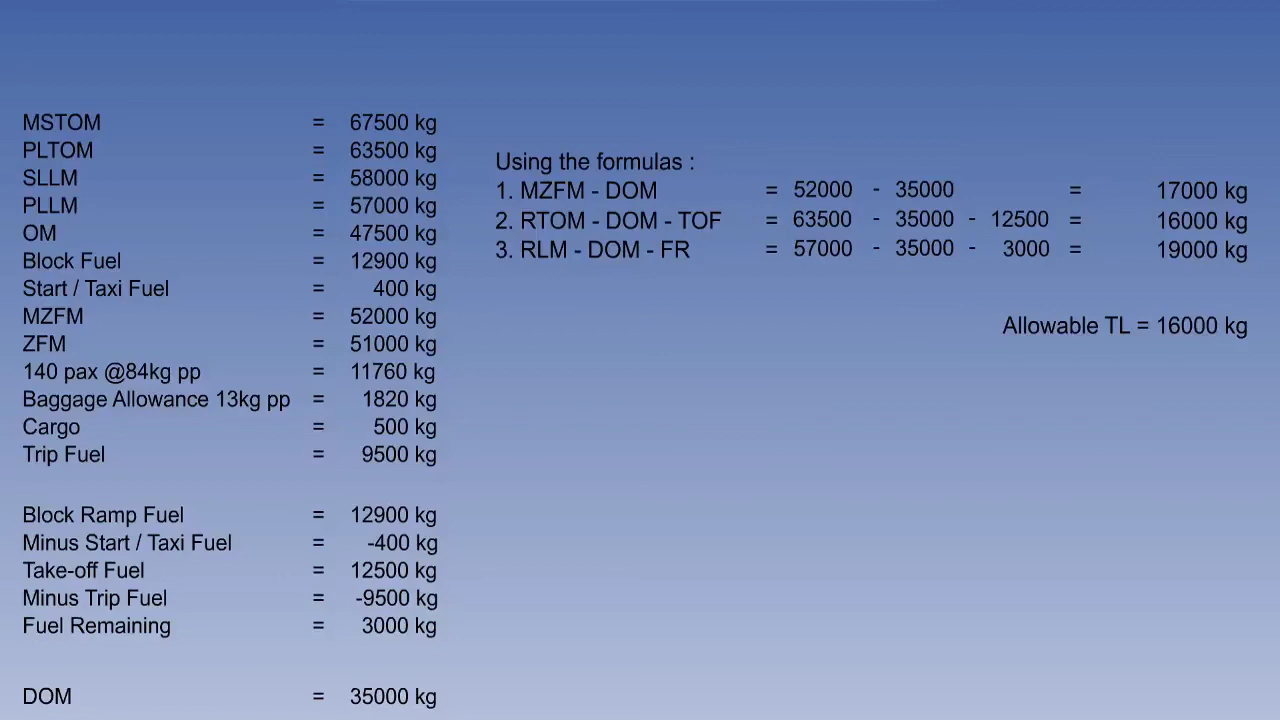 MSTOM = 67500 kg
PLTOM = 63500 kg
SLLM = 58000 kg
PLLM = 57000 kg
OM = 47500 kg
Block Fuel = 12900 kg
Start / Taxi Fuel = 400 kg
MZFM = 52000 kg
ZFM = 51000 kg
140 pax @84kg pp = 11760 kg
Baggage Allowance 13kg pp = 1820 kg
Cargo = 500 kg
Trip Fuel = 9500 kg
Block Ramp Fuel = 12900 kg
Minus Start / Taxi Fuel = -400 kg
Take-off Fuel = 12500 kg
Minus Trip Fuel = -9500 kg
Fuel Remaining = 3000 kg
DOM = 35000 kg
Using the formulas :
1. MZFM - DOM = 52000 - 35000 = 17000 kg
2. RTOM - DOM - TOF = 63500 - 35000 - 12500 = 16000 kg
3. RLM - DOM - FR = 57000 - 35000 - 3000 = 19000 kg
Allowable TL = 16000 kg